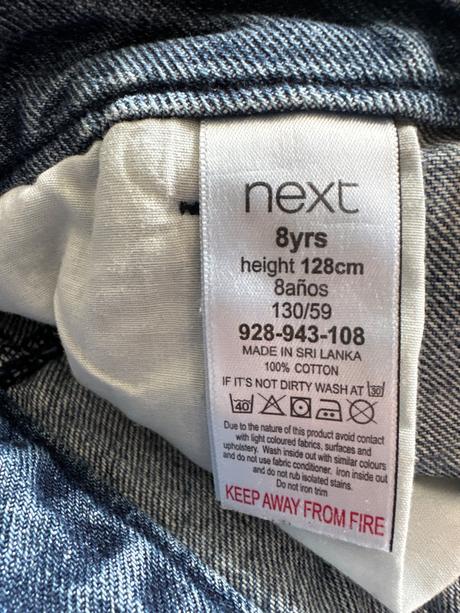 next
8yrs
height 128cm
8años
130/59
928-943-108
MADE IN SRI LANKA
100% COTTON
IF IT'S NOT DIRTY WASH AT 30
40
Due to the nature of this product avoid contact
with light coloured fabrics, surfaces and
upholstery. Wash inside out with similar colours
and do not use fabric conditioner. Iron inside out
and do not rub isolated stains.
Do not iron trim
KEEP AWAY FROM FIRE